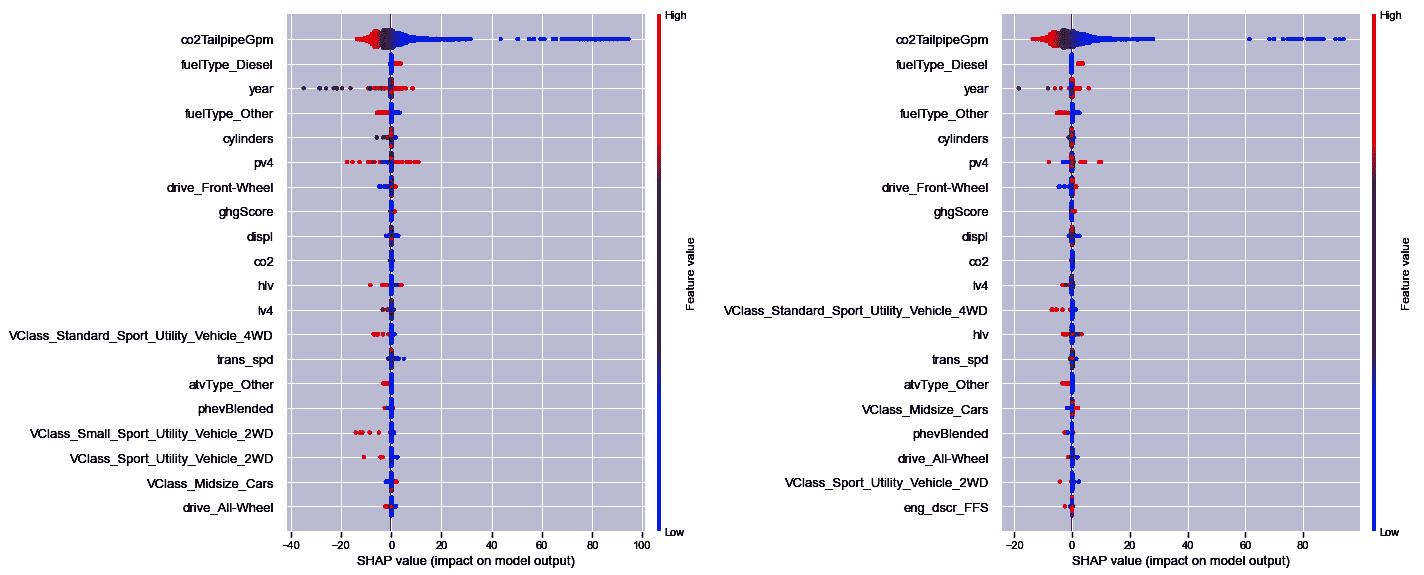 High
co2TailpipeGpm
fuelType_Diesel
year
fuelType_Other
cylinders
pv4
drive_Front-Wheel
ghgScore
displ
co2
hlv
lv4
VClass_Standard_Sport_Utility_Vehicle_4WD
trans_spd
atvType_Other
phevBlended
VClass_Small_Sport_Utility_Vehicle_2WD
VClass_Sport_Utility_Vehicle_2WD
VClass_Midsize_Cars
drive_All-Wheel
Feature value
Low
−40 −20 0 20 40 60 80 100
SHAP value (impact on model output)
High
co2TailpipeGpm
fuelType_Diesel
year
fuelType_Other
cylinders
pv4
drive_Front-Wheel
ghgScore
displ
co2
lv4
VClass_Standard_Sport_Utility_Vehicle_4WD
hlv
trans_spd
atvType_Other
VClass_Midsize_Cars
phevBlended
drive_All-Wheel
VClass_Sport_Utility_Vehicle_2WD
eng_dscr_FFS
Feature value
Low
−20 0 20 40 60 80
SHAP value (impact on model output)